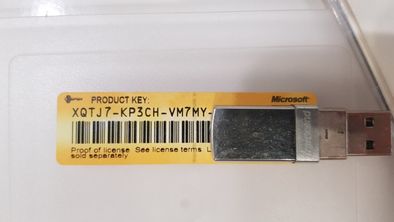 PRODUCT KEY:
Microsoft
XQTJ7-KP3CH-VM7MY-
Proof of license. See license terms. L
sold separately